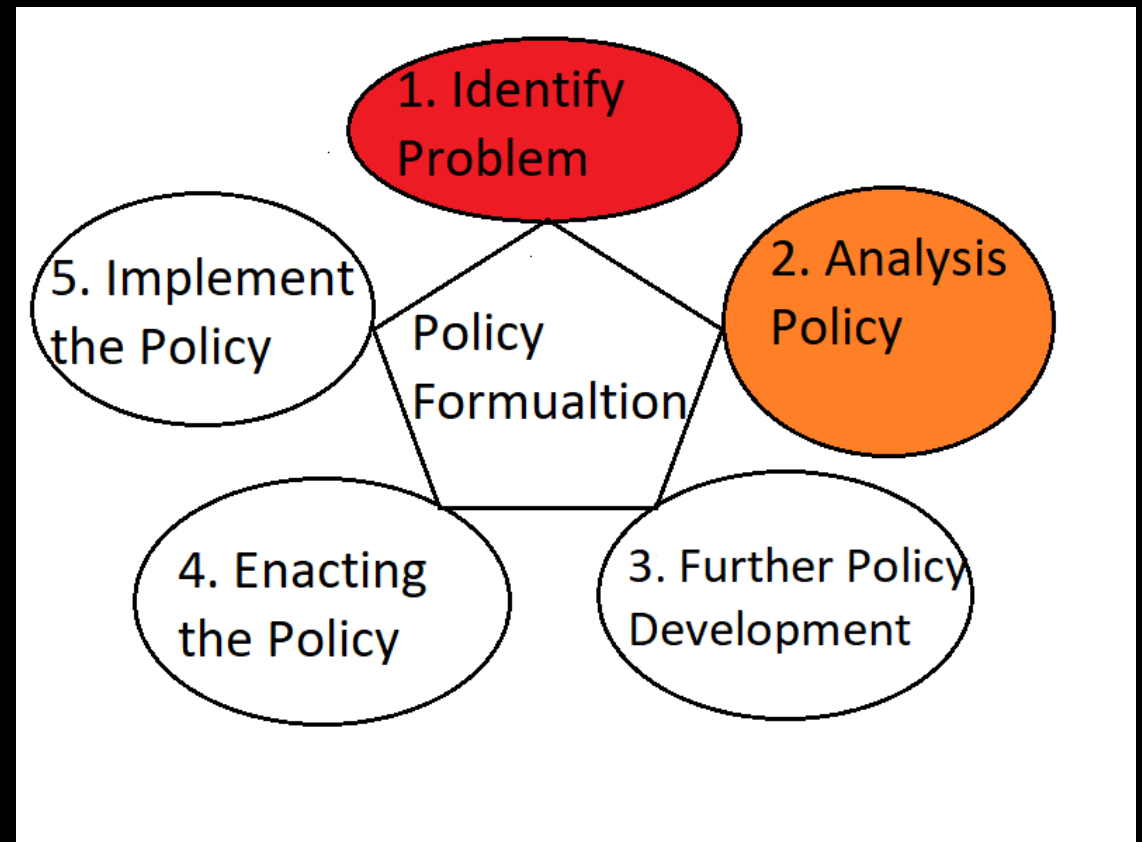 1. Identify
Problem
2. Analysis
Policy
3. Further Policy
Development
4. Enacting
the Policy
5. Implement
the Policy
Policy
Formualtion